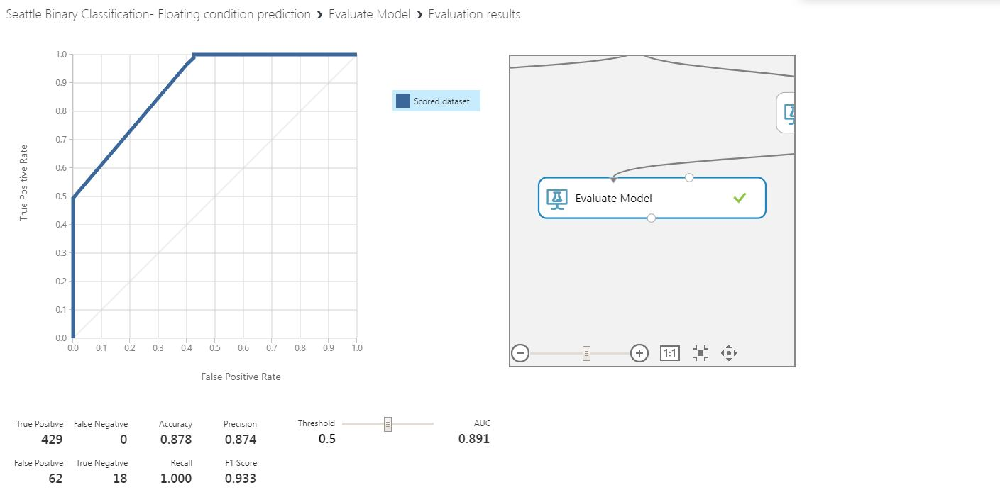 Seattle Binary Classification- Floating condition prediction › Evaluate Model › Evaluation results
1.0
0.9
0.8
0.7
0.6
0.5
0.4
0.3
0.2
0.1
0.0
True Positive Rate
0.0 0.1 0.2 0.3 0.4 0.5 0.6 0.7 0.8 0.9 1.0
False Positive Rate
Scored dataset
Evaluate Model
1:1
True Positive False Negative Accuracy Precision Threshold AUC
429 0 0.878 0.874 0.5 0.891
False Positive True Negative Recall F1 Score
62 18 1.000 0.933